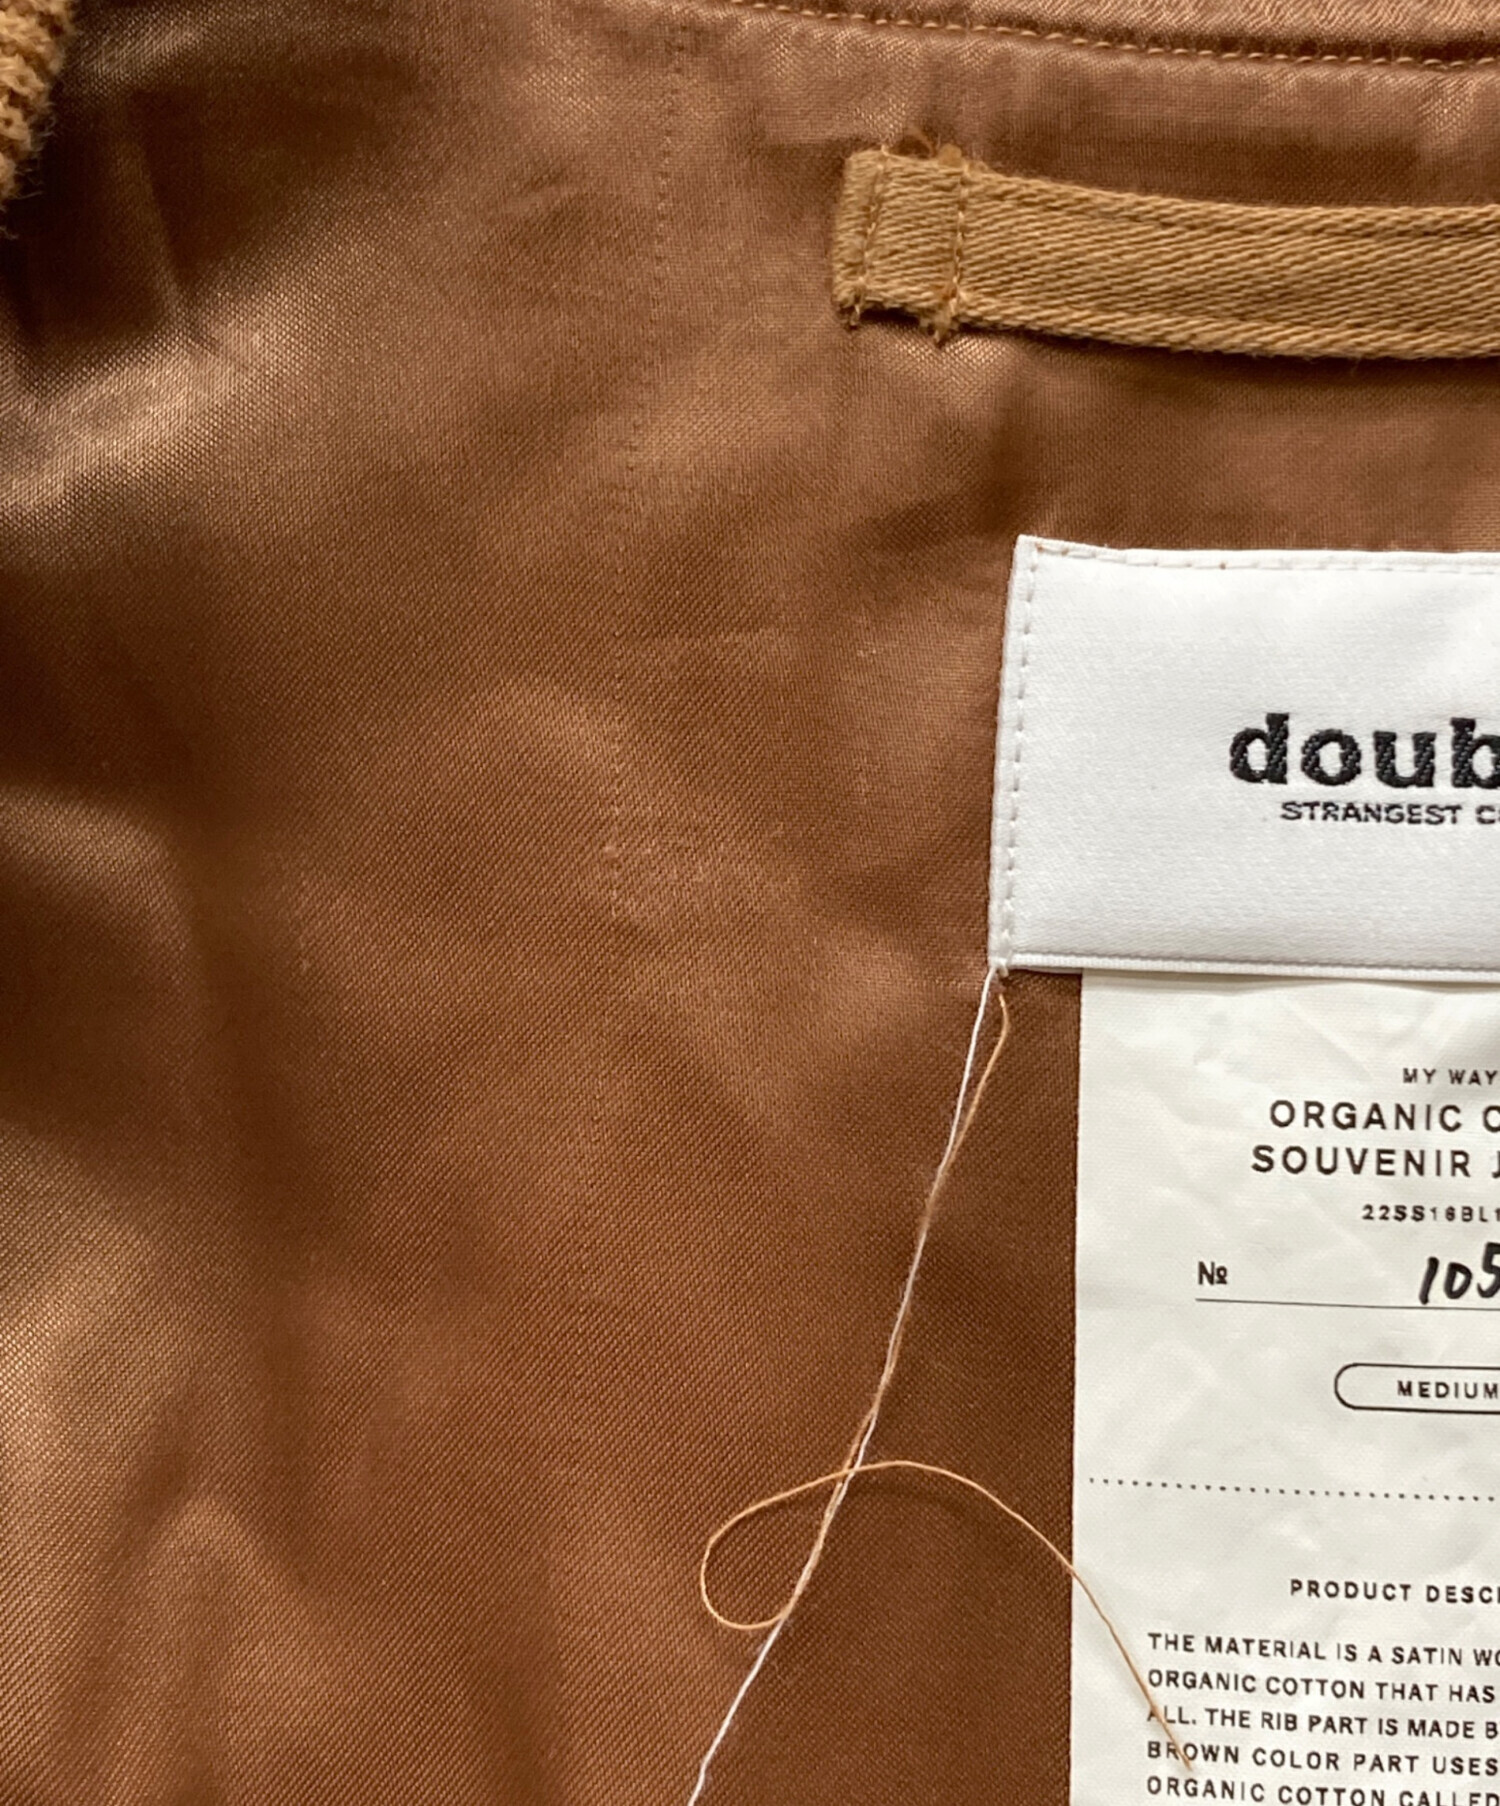 doub
STRANGEST C
MY WAY
ORGANIC C
SOUVENIR J
22SS16BL1
№ 105
MEDIUM
PRODUCT DESC
THE MATERIAL IS A SATIN WO
ORGANIC COTTON THAT HAS
ALL. THE RIB PART IS MADE B
BROWN COLOR PART USES
ORGANIC COTTON CALLED